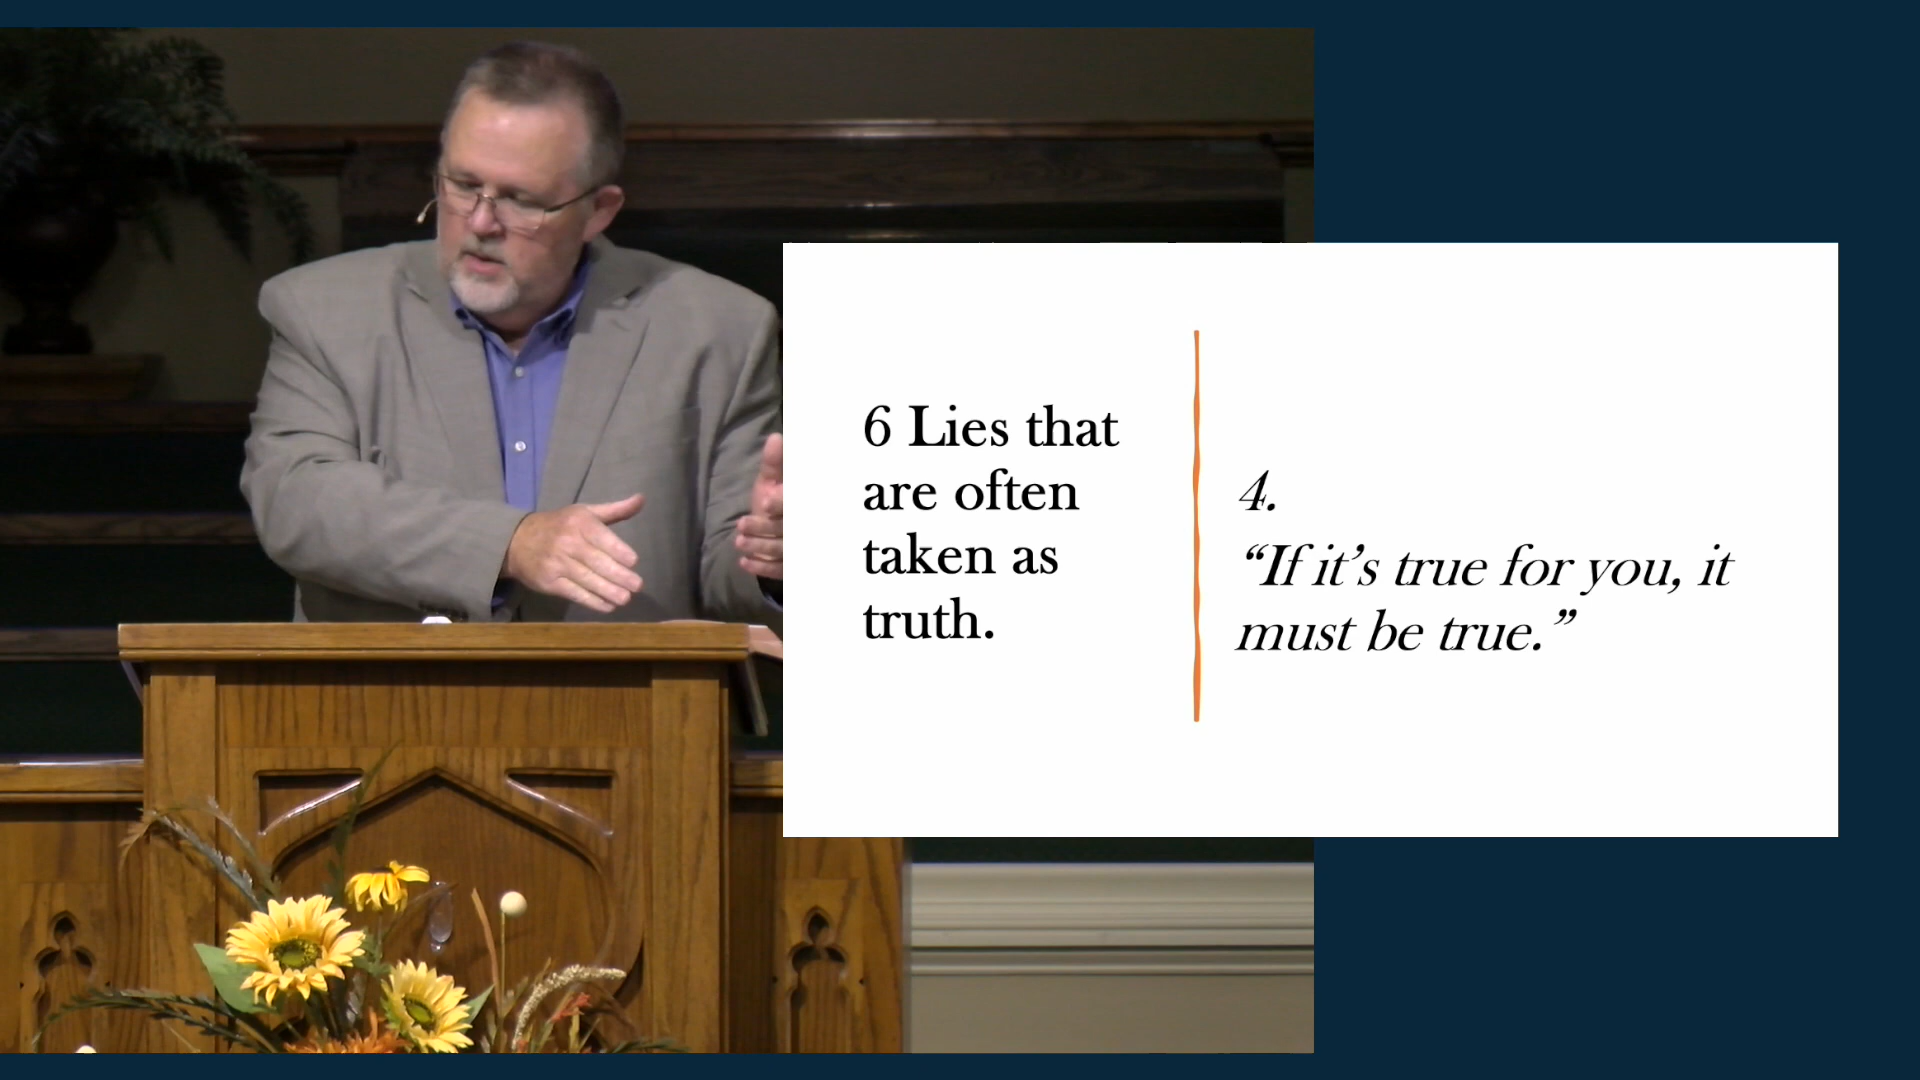 6 Lies that
are often
taken as
truth.
4.
“If it’s true for you, it
must be true.”